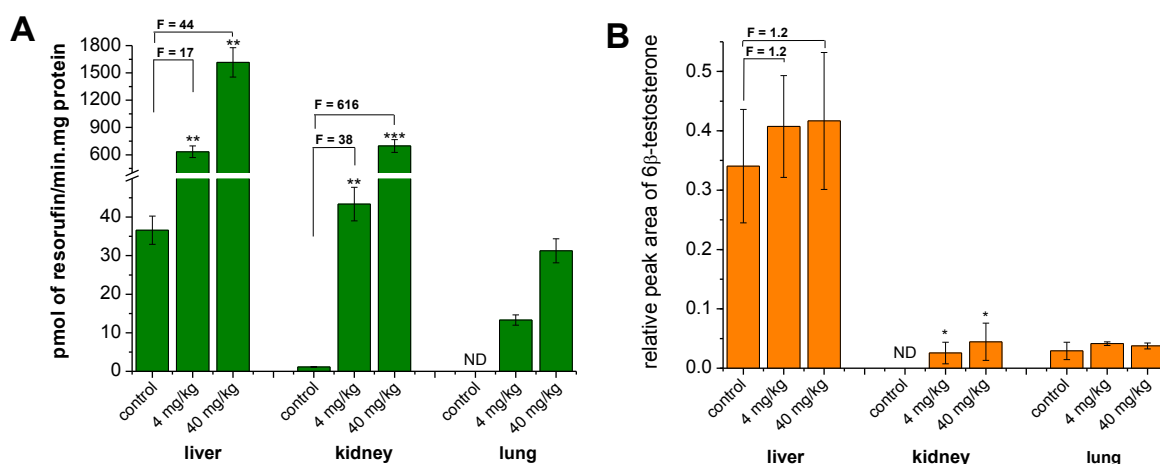 A
pmol of resorufin/min.mg protein
1800
1500
1200
900
600
40
30
20
10
0
F = 44
F = 17
**
**
F = 616
F = 38
**
***
ND
control
4 mg/kg
40 mg/kg
control
4 mg/kg
40 mg/kg
control
4 mg/kg
40 mg/kg
liver
kidney
lung
B
relative peak area of 6β-testosterone
0.5
0.4
0.3
0.2
0.1
0.0
F = 1.2
F = 1.2
ND
*
*
control
4 mg/kg
40 mg/kg
control
4 mg/kg
40 mg/kg
control
4 mg/kg
40 mg/kg
liver
kidney
lung